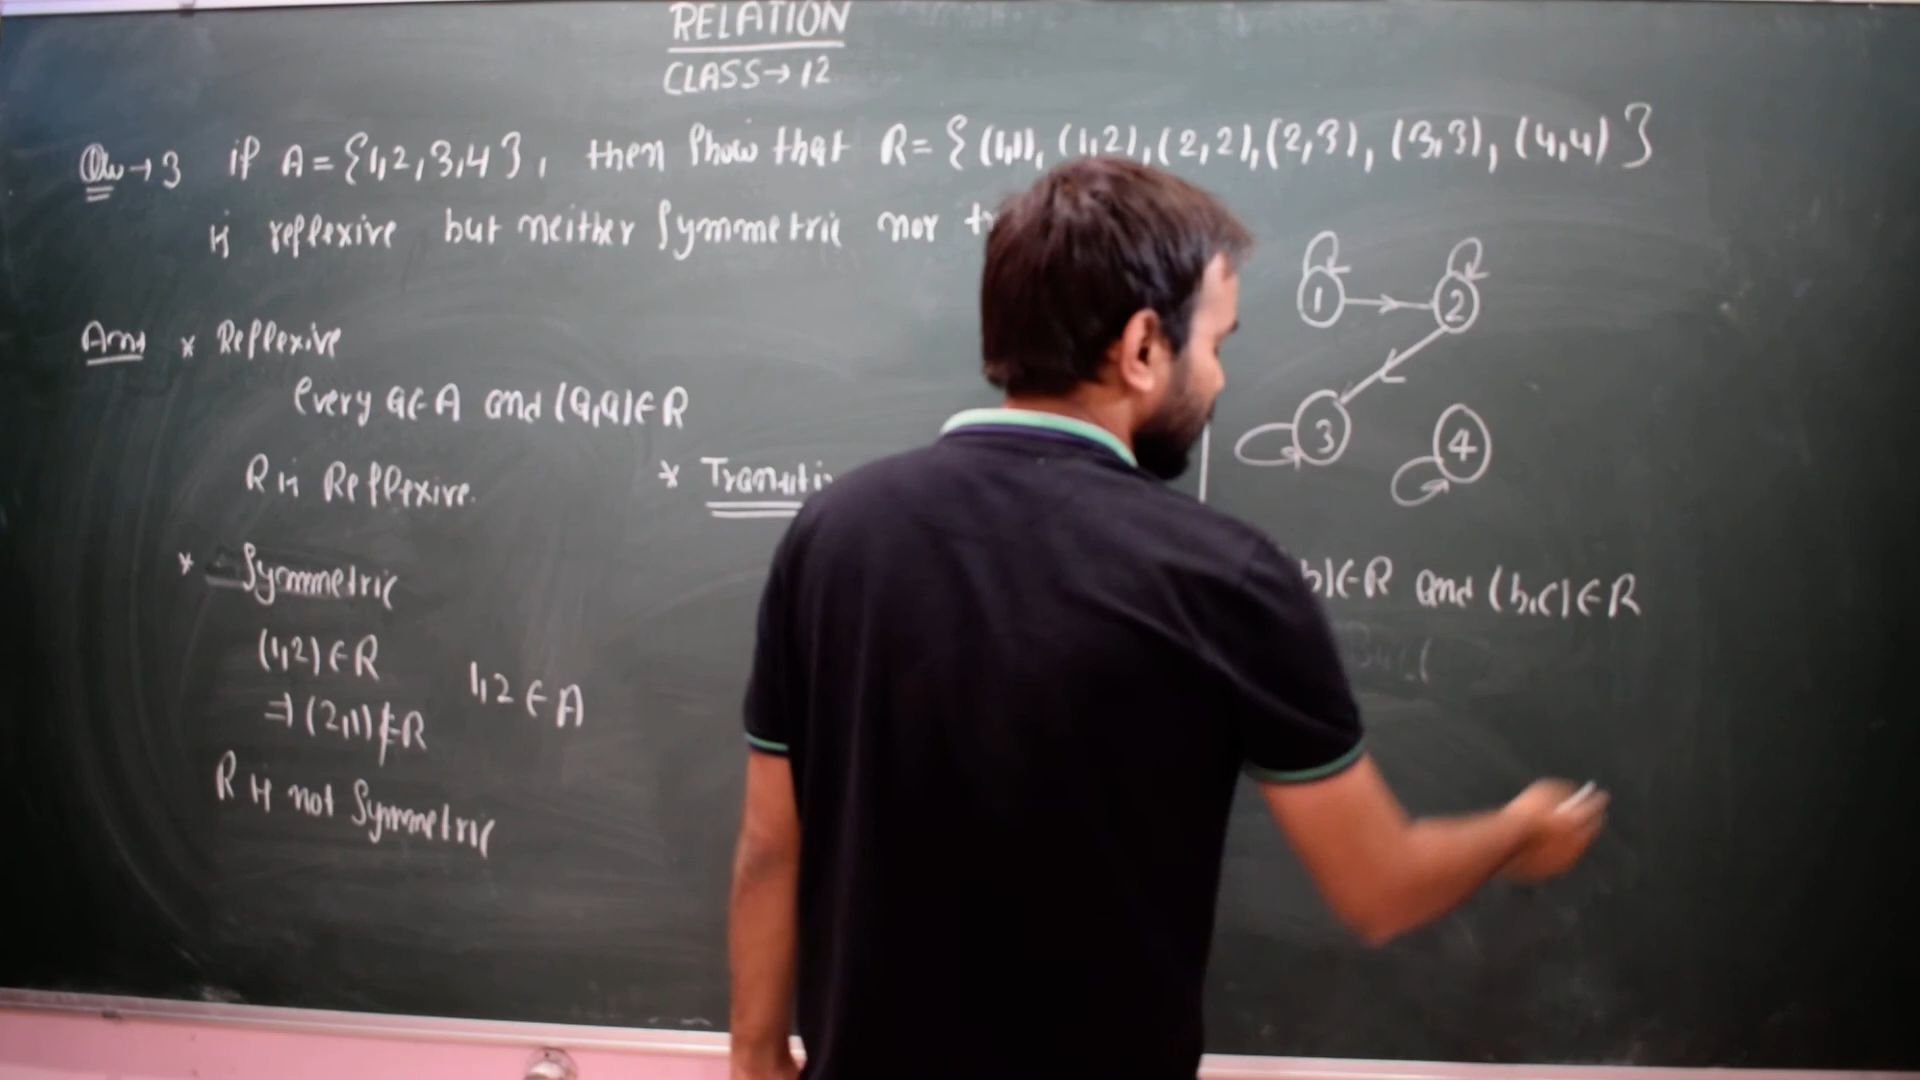 RELATION
CLASS→12
Qu→3 if A={1,2,3,4}, then Show that R={(1,1), (1,2), (2,2), (2,3), (3,3), (4,4)}
is reflexive but neither Symmetric nor
Ans * Reflexive
every a∈A and (a,a)∈R
R is Reflexive.
* Symmetric
(1,2)∈R
1,2∈A
⇒(2,1)∉R
R is not Symmetric
* Transiti
1
2
3
4
b)∈R and (b,c)∈R